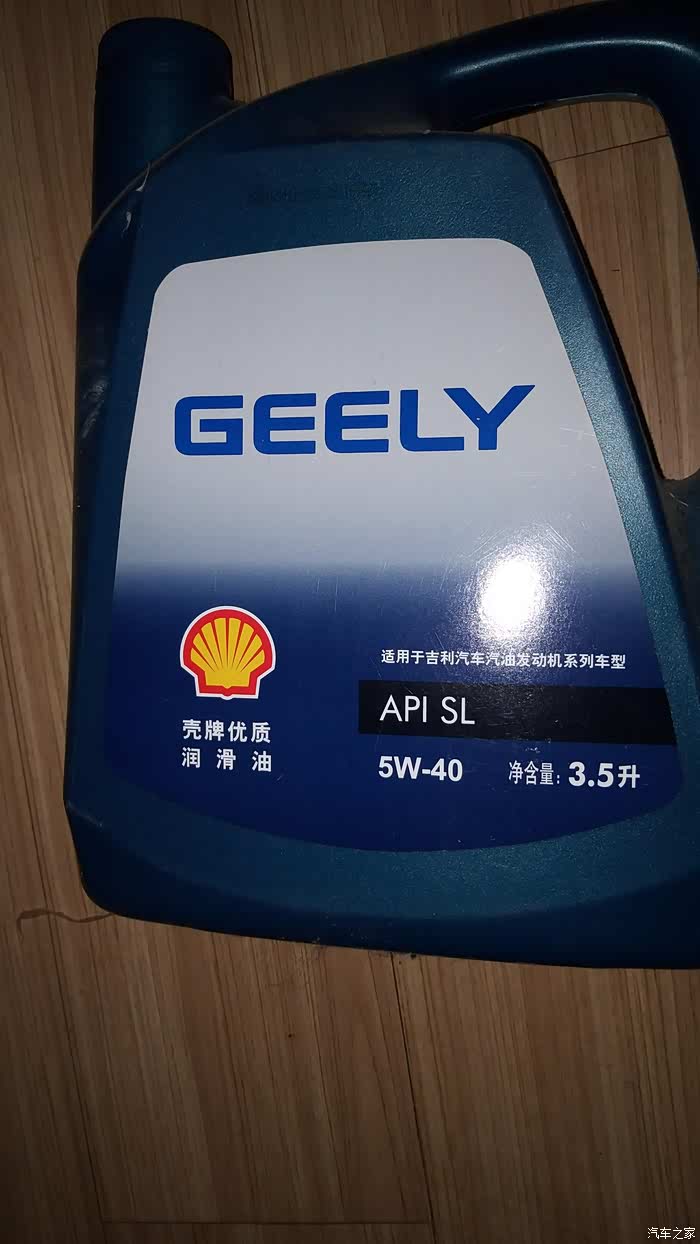 GEELY
适用于吉利汽车汽油发动机系列车型
API SL
壳牌优质
润滑油
5W-40
净含量: 3.5升
汽车之家